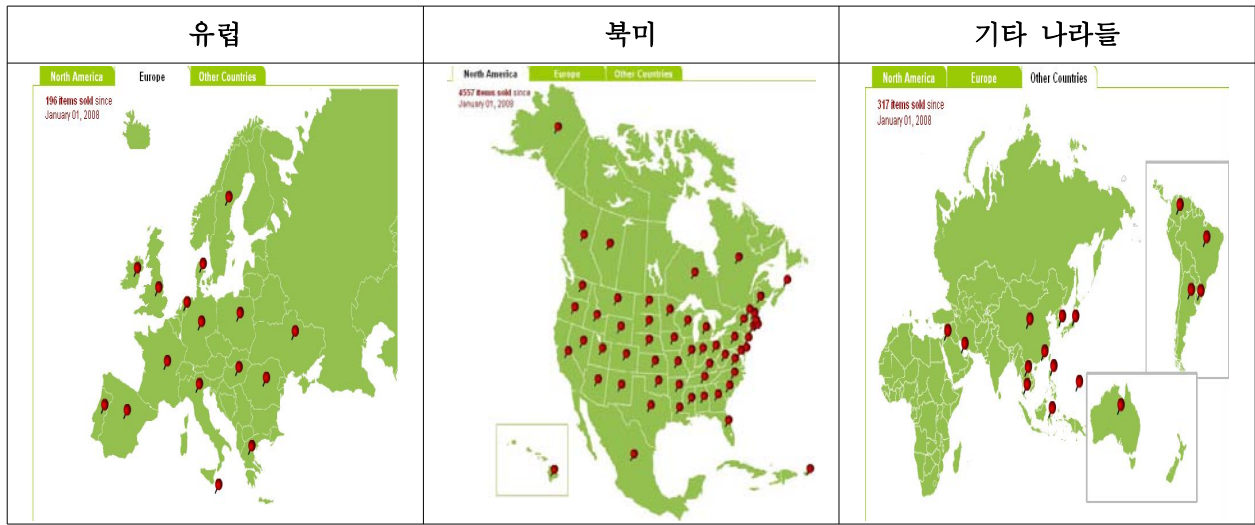 유럽
북미
기타 나라들
North America Europe Other Countries
196 items sold since
January 01, 2008
North America Europe Other Countries
4557 items sold since
January 01, 2008
North America Europe Other Countries
317 items sold since
January 01, 2008